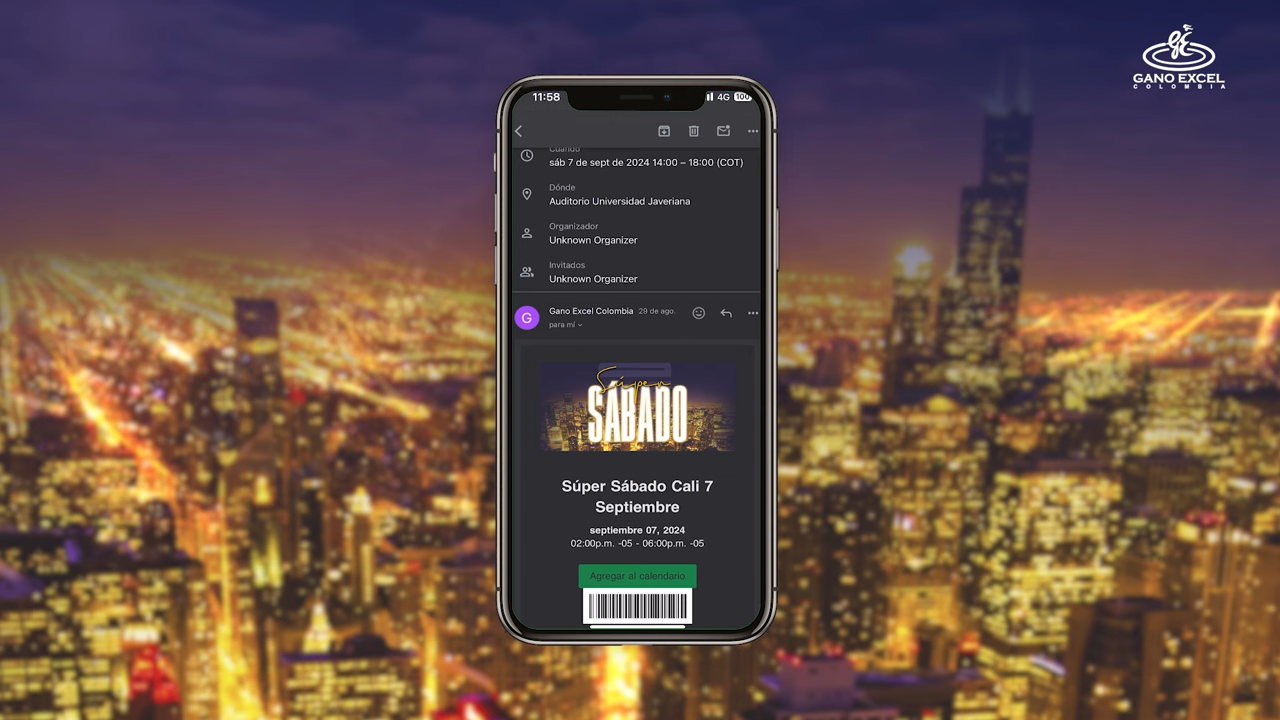 GANO EXCEL
COLOMBIA
11:58
4G 100
Cuándo
sáb 7 de sept de 2024 14:00 – 18:00 (COT)
Dónde
Auditorio Universidad Javeriana
Organizador
Unknown Organizer
Invitados
Unknown Organizer
G
Gano Excel Colombia 29 de ago.
para mí
Súper
SÁBADO
Súper Sábado Cali 7
Septiembre
septiembre 07, 2024
02:00p.m. -05 - 06:00p.m. -05
Agregar al calendario